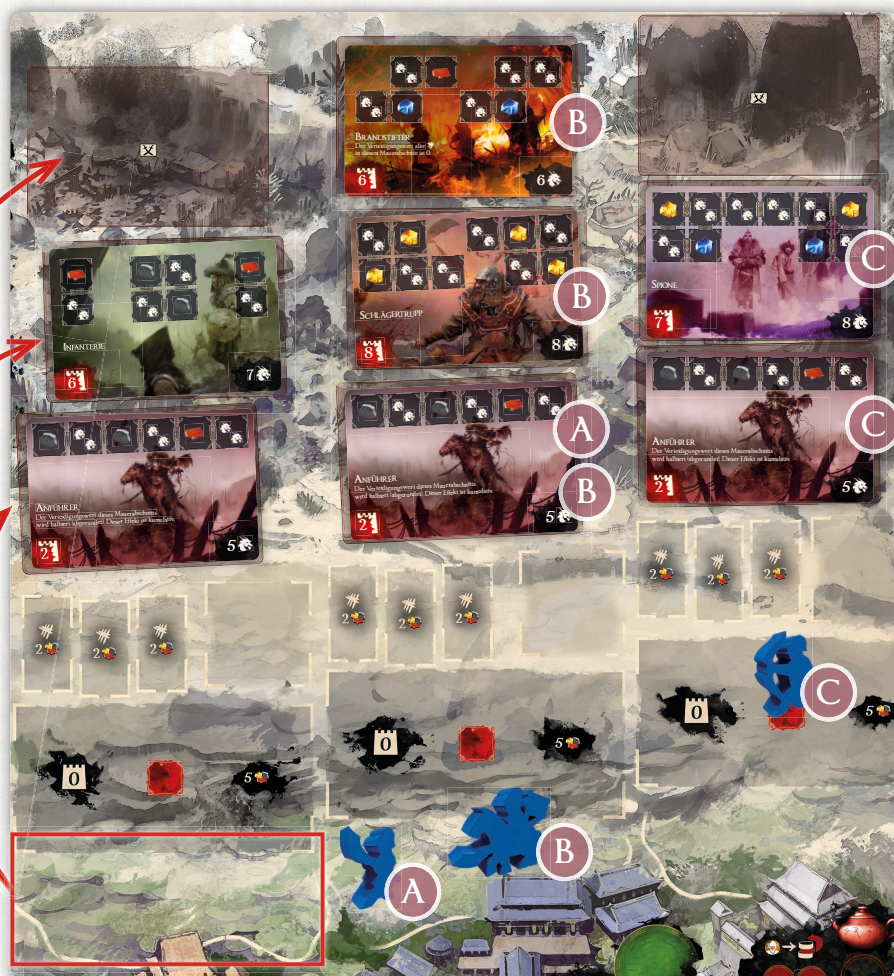 Brandstifter
Der Verteidigungswert aller
in diesem Mauerabschnitt ist 0.
6
6
B
Infanterie
6
7
Schlägertrupp
8
8
B
Spione
7
8
C
Anführer
Der Verteidigungswert dieses Mauerabschnitts
wird halbiert (abgerundet). Dieser Effekt ist kumulativ.
2
5
Anführer
Der Verteidigungswert dieses Mauerabschnitts
wird halbiert (abgerundet). Dieser Effekt ist kumulativ.
2
5
A
B
Anführer
Der Verteidigungswert dieses Mauerabschnitts
wird halbiert (abgerundet). Dieser Effekt ist kumulativ.
2
5
C
2 2 2
2 2 2
2 2 2
0 5
0 5
0 5
C
A
B